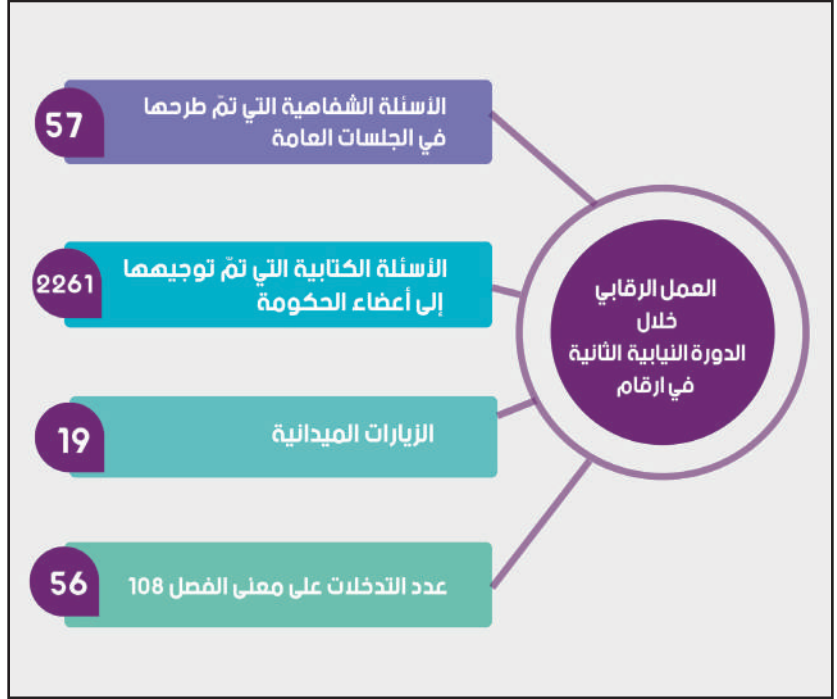 العمل الرقابي
خلال
الدورة النيابية الثانية
في ارقام
الأسئلة الشفاهية التي تمّ طرحها
في الجلسات العامة
57
الأسئلة الكتابية التي تمّ توجيهها
إلى أعضاء الحكومة
2261
الزيارات الميدانية
19
عدد التدخلات على معنى الفصل 108
56